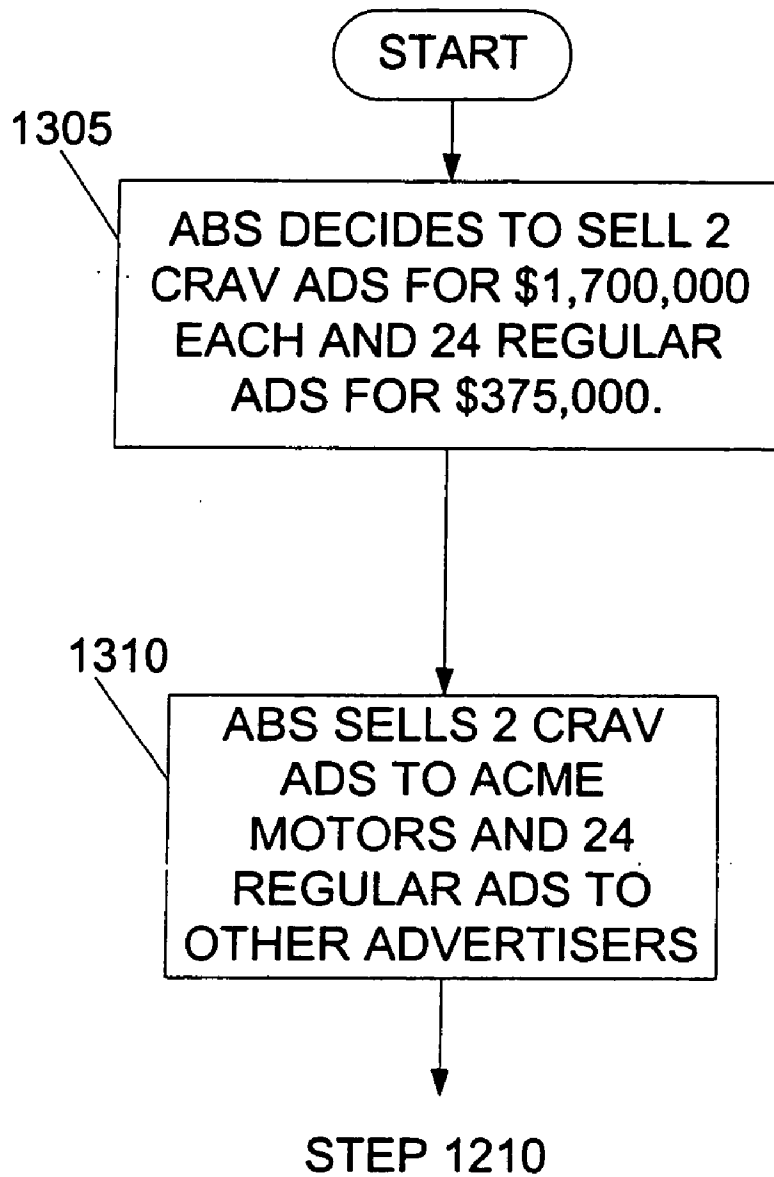 START
1305
ABS DECIDES TO SELL 2
CRAV ADS FOR $1,700,000
EACH AND 24 REGULAR
ADS FOR $375,000.
1310
ABS SELLS 2 CRAV
ADS TO ACME
MOTORS AND 24
REGULAR ADS TO
OTHER ADVERTISERS
STEP 1210